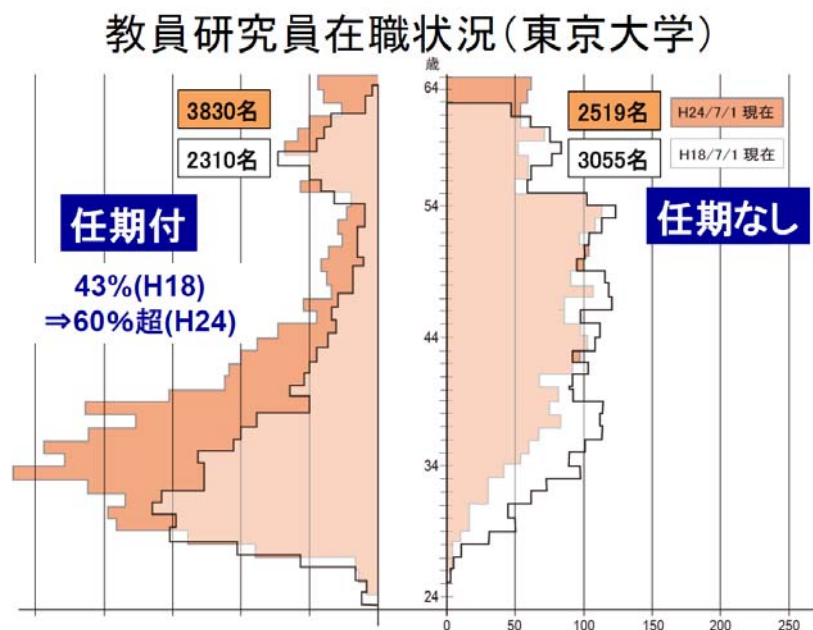 教員研究員在職状況(東京大学)
歳
64
3830名
2519名
H24/7/1 現在
2310名
3055名
H18/7/1 現在
任期付
54
任期なし
43%(H18)
⇒60%超(H24)
44
34
24
0 50 100 150 200 250